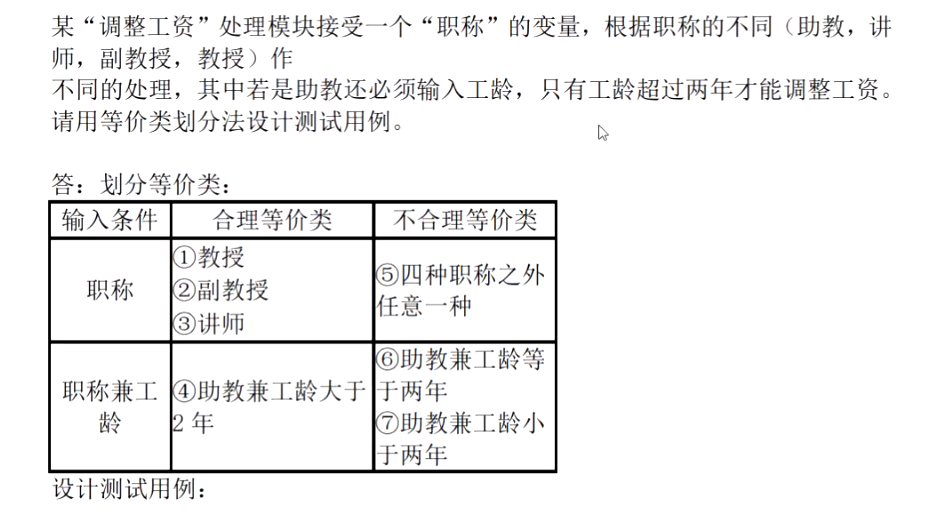 某“调整工资”处理模块接受一个“职称”的变量，根据职称的不同（助教，讲
师，副教授，教授）作
不同的处理，其中若是助教还必须输入工龄，只有工龄超过两年才能调整工资。
请用等价类划分法设计测试用例。
答：划分等价类：
输入条件 合理等价类 不合理等价类
职称
①教授
②副教授
③讲师
⑤四种职称之外
任意一种
职称兼工
龄
④助教兼工龄大于
2 年
⑥助教兼工龄等
于两年
⑦助教兼工龄小
于两年
设计测试用例：